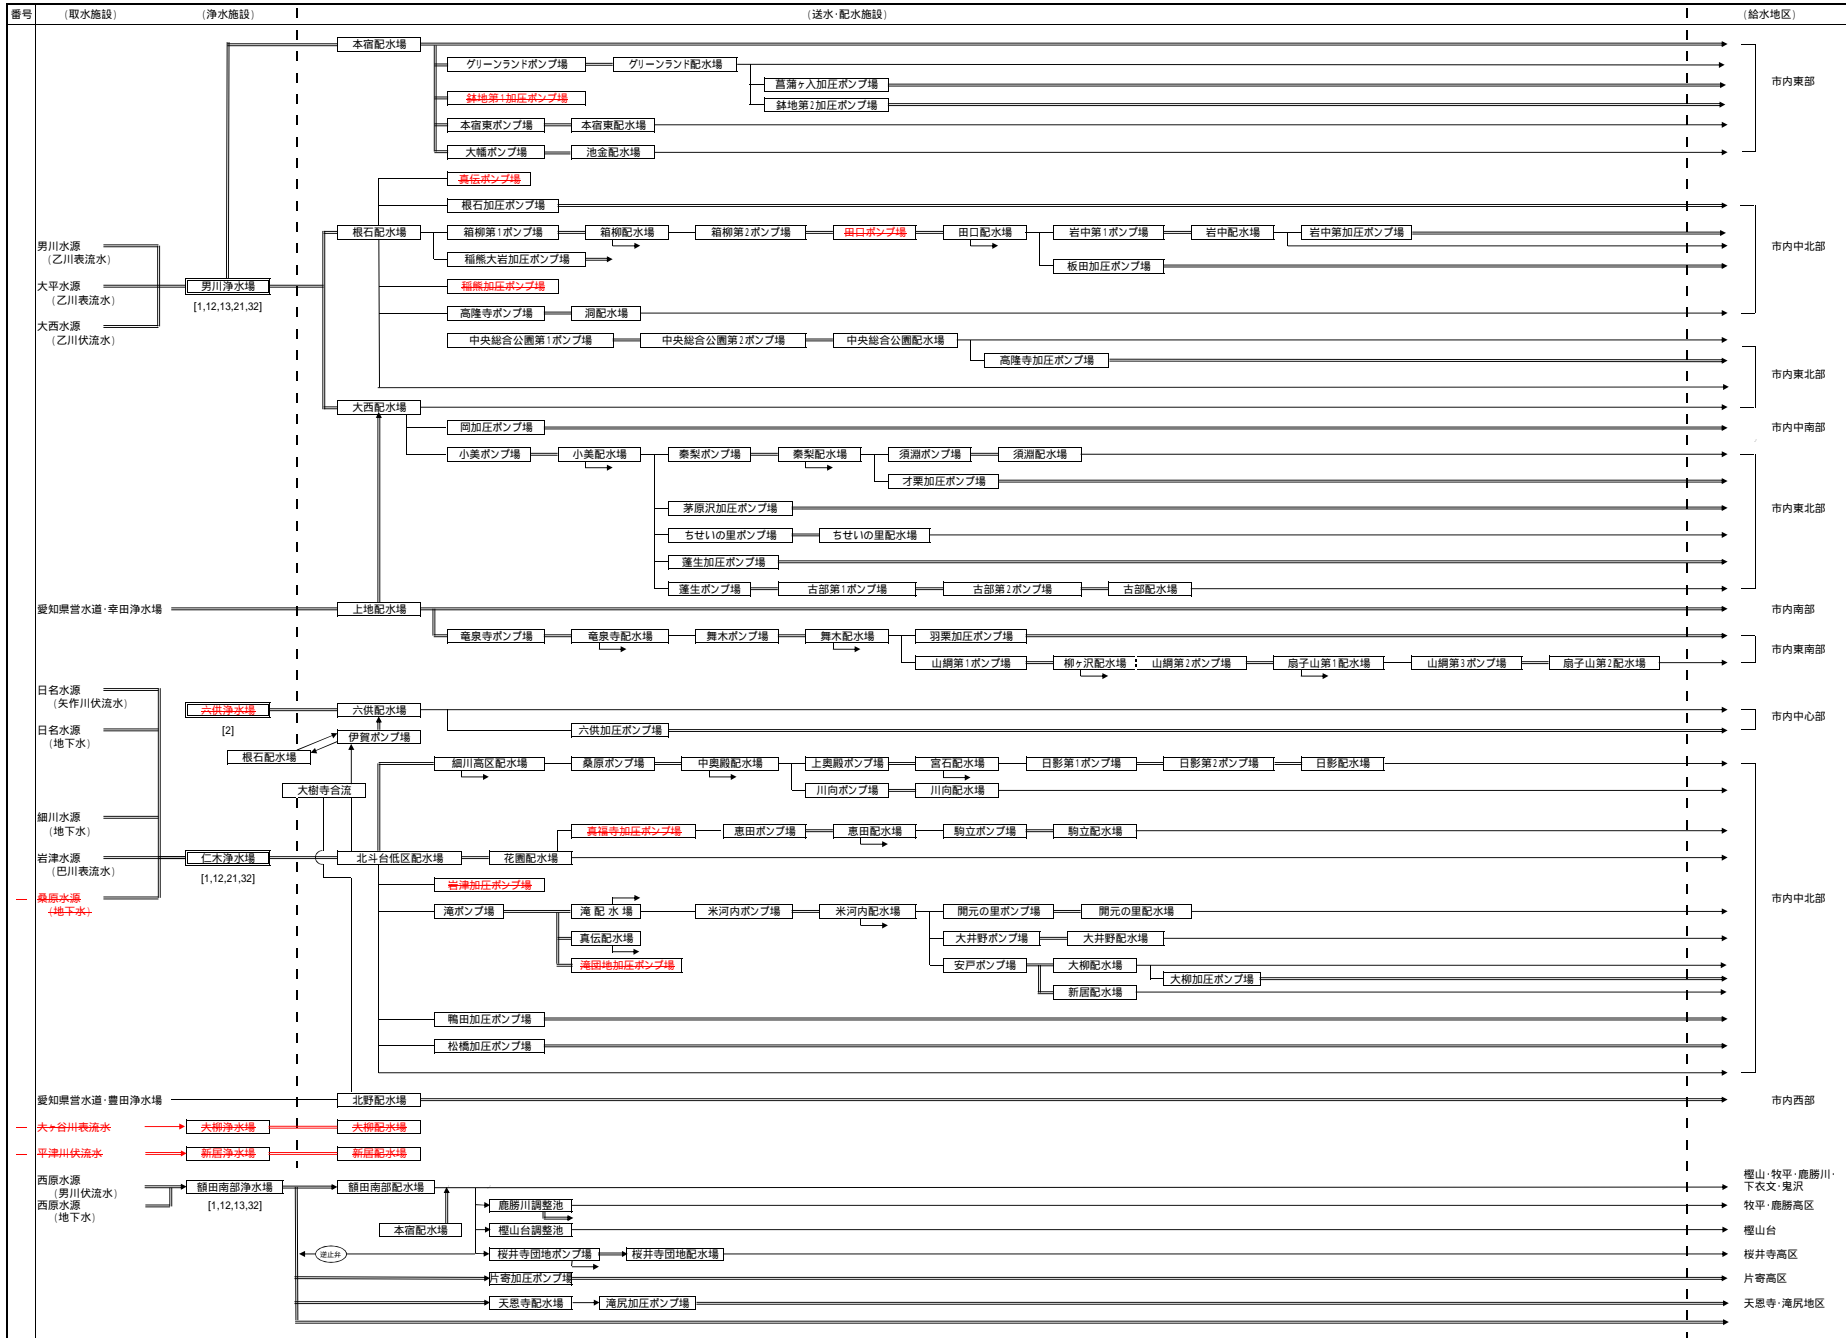 番号 (取水施設) (浄水施設) (送水・配水施設) (給水地区)
本宿配水場
グリーンランドポンプ場 グリーンランド配水場
菖蒲ヶ入加圧ポンプ場 市内東部
鉢地第1加圧ポンプ場 鉢地第2加圧ポンプ場
本宿東ポンプ場 本宿東配水場
大幡ポンプ場 池金配水場
真伝ポンプ場
根石加圧ポンプ場
根石配水場 箱柳第1ポンプ場 箱柳配水場 箱柳第2ポンプ場 田口ポンプ場 田口配水場 岩中第1ポンプ場 岩中配水場 岩中第加圧ポンプ場
男川水源 市内中北部
(乙川表流水) 稲熊大岩加圧ポンプ場 板田加圧ポンプ場
大平水源 男川浄水場 稲熊加圧ポンプ場
(乙川表流水) [1,12,13,21,32]
高隆寺ポンプ場 洞配水場
大西水源
(乙川伏流水) 中央総合公園第1ポンプ場 中央総合公園第2ポンプ場 中央総合公園配水場
高隆寺加圧ポンプ場
市内東北部
大西配水場
岡加圧ポンプ場 市内中南部
小美ポンプ場 小美配水場 秦梨ポンプ場 秦梨配水場 須淵ポンプ場 須淵配水場
才栗加圧ポンプ場
茅原沢加圧ポンプ場 市内東北部
ちせいの里ポンプ場 ちせいの里配水場
蓬生加圧ポンプ場
蓬生ポンプ場 古部第1ポンプ場 古部第2ポンプ場 古部配水場
愛知県営水道・幸田浄水場 上地配水場 市内南部
竜泉寺ポンプ場 竜泉寺配水場 舞木ポンプ場 舞木配水場 羽栗加圧ポンプ場
市内東南部
山綱第1ポンプ場 柳ヶ沢配水場 山綱第2ポンプ場 扇子山第1配水場 山綱第3ポンプ場 扇子山第2配水場
日名水源
(矢作川伏流水) 六供浄水場 六供配水場
[2] 市内中心部
日名水源 伊賀ポンプ場 六供加圧ポンプ場
(地下水)
根石配水場
細川高区配水場 桑原ポンプ場 中奥殿配水場 上奥殿ポンプ場 宮石配水場 日影第1ポンプ場 日影第2ポンプ場 日影配水場
大樹寺合流 川向ポンプ場 川向配水場
細川水源
(地下水) 真福寺加圧ポンプ場 恵田ポンプ場 恵田配水場 駒立ポンプ場 駒立配水場
岩津水源 仁木浄水場 北斗台低区配水場 花園配水場
(巴川表流水) [1,12,21,32]
岩津加圧ポンプ場
― 桑原水源 市内中北部
(地下水) 滝ポンプ場 滝配水場 米河内ポンプ場 米河内配水場 開元の里ポンプ場 開元の里配水場
真伝配水場 大井野ポンプ場 大井野配水場
滝団地加圧ポンプ場 安戸ポンプ場 大柳配水場
大柳加圧ポンプ場
新居配水場
鴨田加圧ポンプ場
松橋加圧ポンプ場
愛知県営水道・豊田浄水場 北野配水場 市内西部
― 大ヶ谷川表流水 大柳浄水場 大柳配水場
― 平津川伏流水 新居浄水場 新居配水場
西原水源 樫山・牧平・鹿勝川・
(男川伏流水) 額田南部浄水場 額田南部配水場 下衣文・鬼沢
西原水源 [1,12,13,32] 鹿勝川調整池 牧平・鹿勝高区
(地下水)
本宿配水場 樫山台調整池 樫山台
逆止弁 桜井寺団地ポンプ場 桜井寺団地配水場 桜井寺高区
片寄加圧ポンプ場 片寄高区
天恩寺配水場 滝尻加圧ポンプ場 天恩寺・滝尻地区